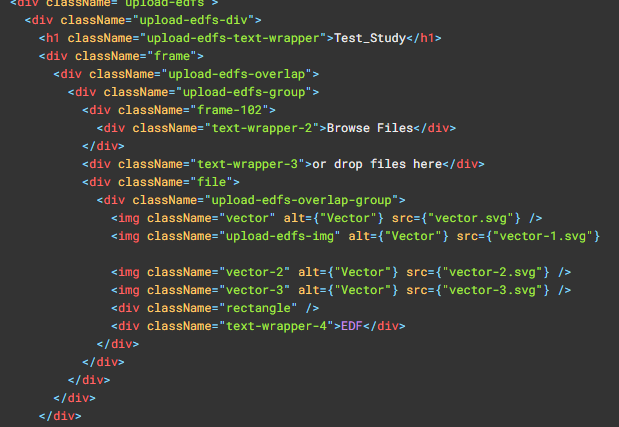 <div className="upload-edfs">
<div className="upload-edfs-div">
<h1 className="upload-edfs-text-wrapper">Test_Study</h1>
<div className="frame">
<div className="upload-edfs-overlap">
<div className="upload-edfs-group">
<div className="frame-102">
<div className="text-wrapper-2">Browse Files</div>
</div>
<div className="text-wrapper-3">or drop files here</div>
<div className="file">
<div className="upload-edfs-overlap-group">
<img className="vector" alt={"Vector"} src={"vector.svg"} />
<img className="upload-edfs-img" alt={"Vector"} src={"vector-1.svg"}
<img className="vector-2" alt={"Vector"} src={"vector-2.svg"} />
<img className="vector-3" alt={"Vector"} src={"vector-3.svg"} />
<div className="rectangle" />
<div className="text-wrapper-4">EDF</div>
</div>
</div>
</div>
</div>
</div>